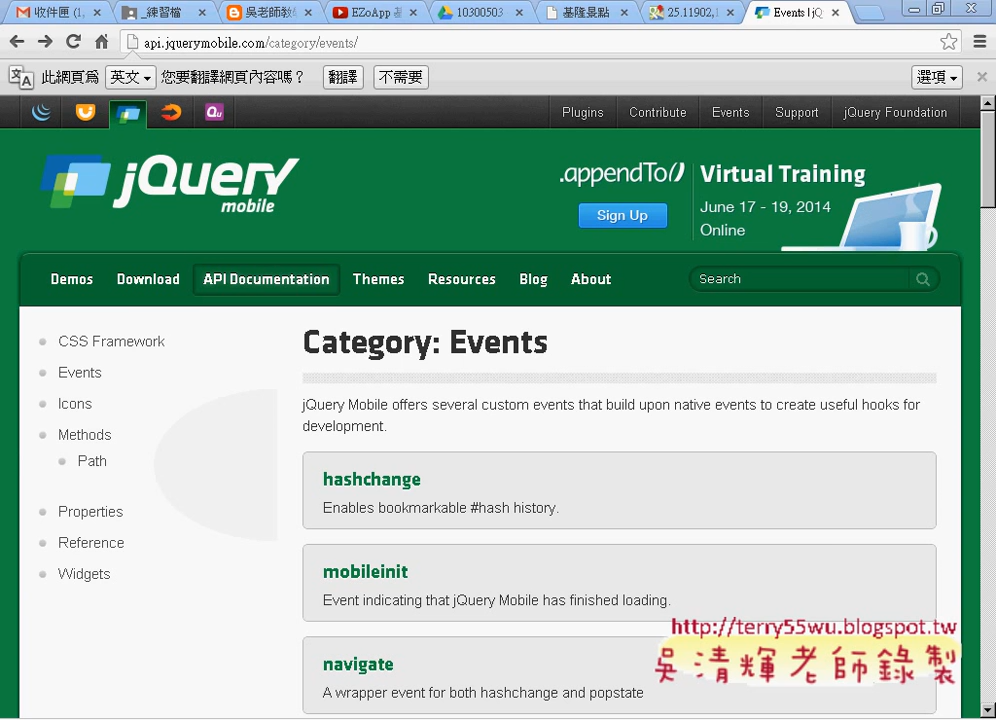 收件匣 (1,
_練習檔
吳老師教
EZoApp 基
10300503
基隆景點
25.11902,1
Events | jQ
api.jquerymobile.com/category/events/
此網頁為 英文 您要翻譯網頁內容嗎？ 翻譯 不需要 選項
Qu
Plugins Contribute Events Support jQuery Foundation
jQuery
mobile
.appendTo()
Sign Up
Virtual Training
June 17 - 19, 2014
Online
Demos Download API Documentation Themes Resources Blog About Search
CSS Framework
Events
Icons
Methods
Path
Properties
Reference
Widgets
Category: Events
jQuery Mobile offers several custom events that build upon native events to create useful hooks for
development.
hashchange
Enables bookmarkable #hash history.
mobileinit
Event indicating that jQuery Mobile has finished loading.
navigate
A wrapper event for both hashchange and popstate
http://terry55wu.blogspot.tw
吳清輝老師錄製